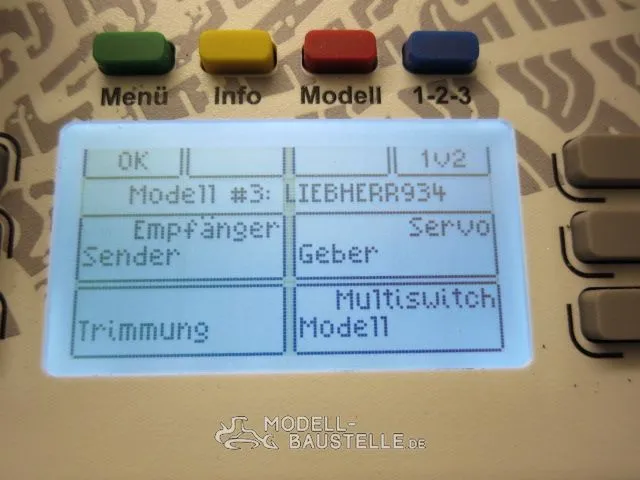 Menü Info Modell 1-2-3
OK 1v2
Modell #3: LIEBHERR934
Empfänger Servo
Sender Geber
Multiswitch
Trimmung Modell
MODELL-
BAUSTELLE.DE